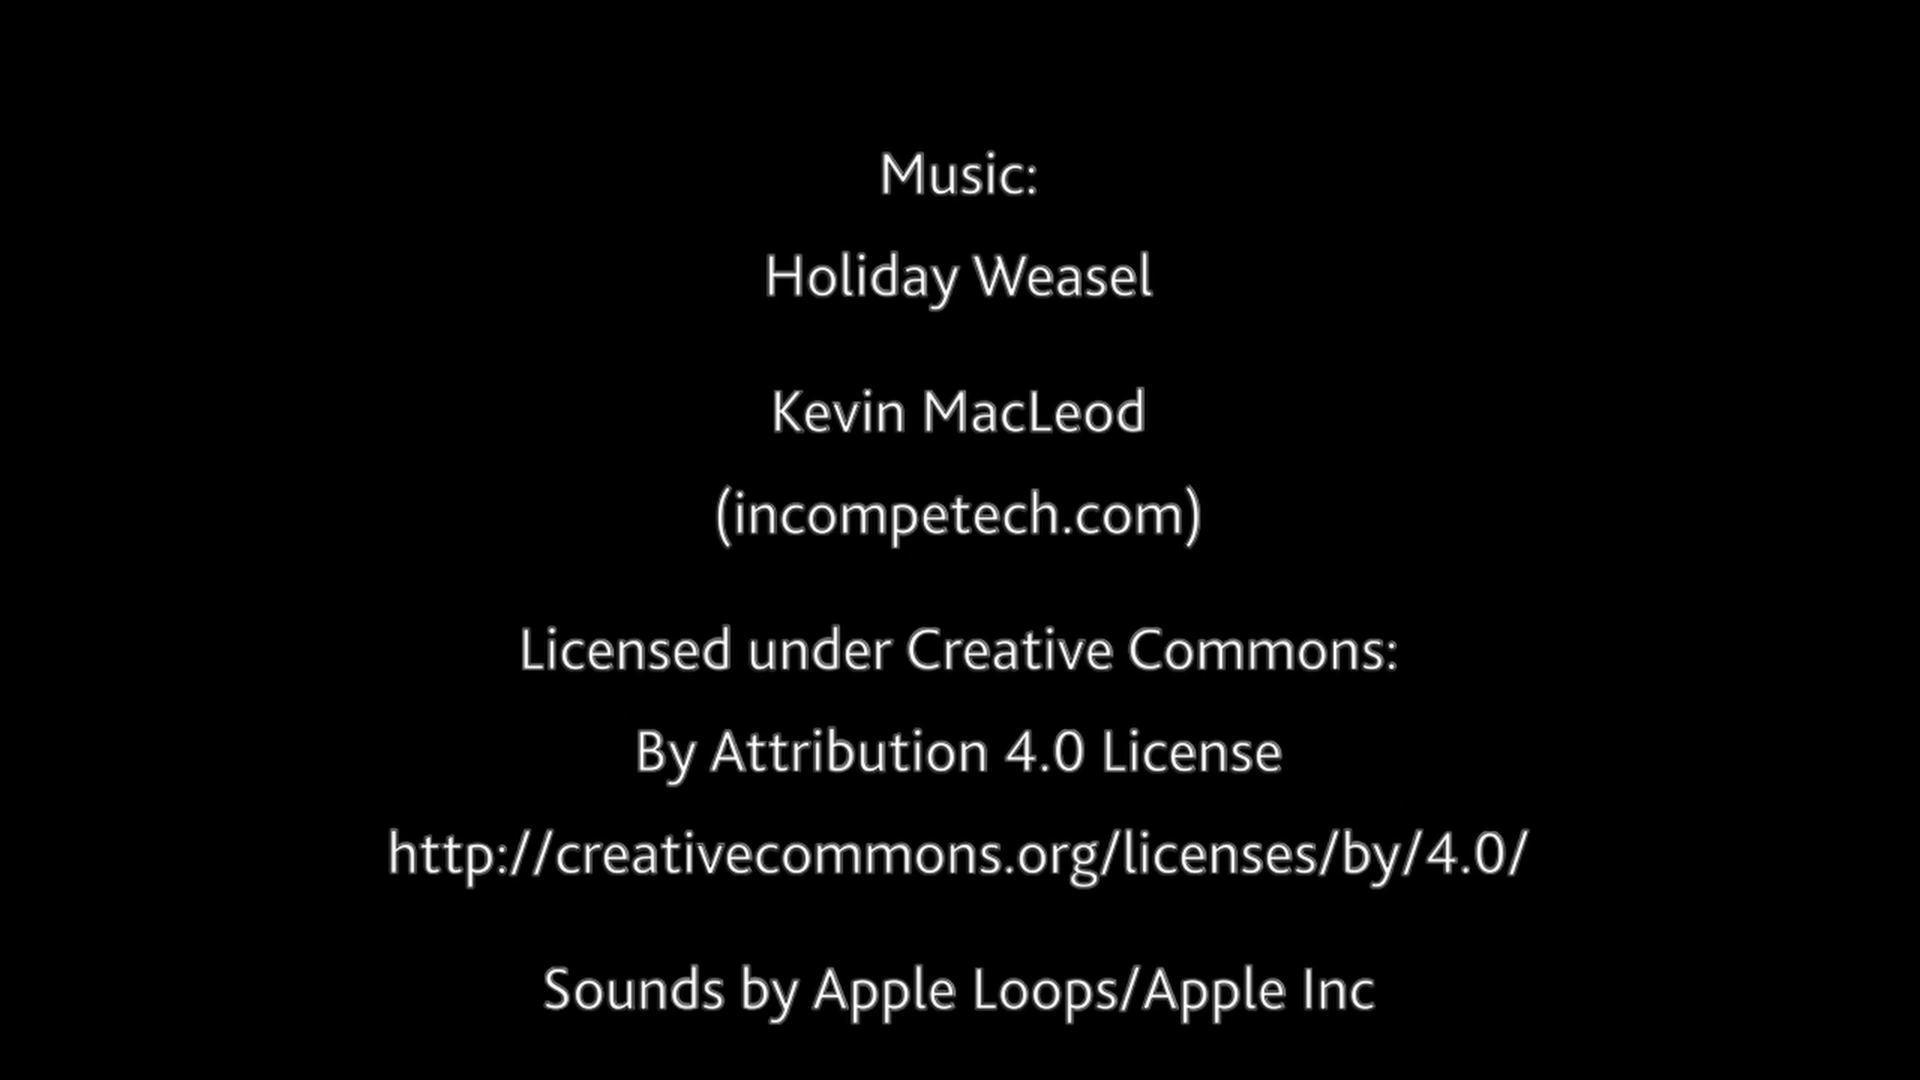 Music:
Holiday Weasel
Kevin MacLeod
(incompetech.com)
Licensed under Creative Commons:
By Attribution 4.0 License
http://creativecommons.org/licenses/by/4.0/
Sounds by Apple Loops/Apple Inc